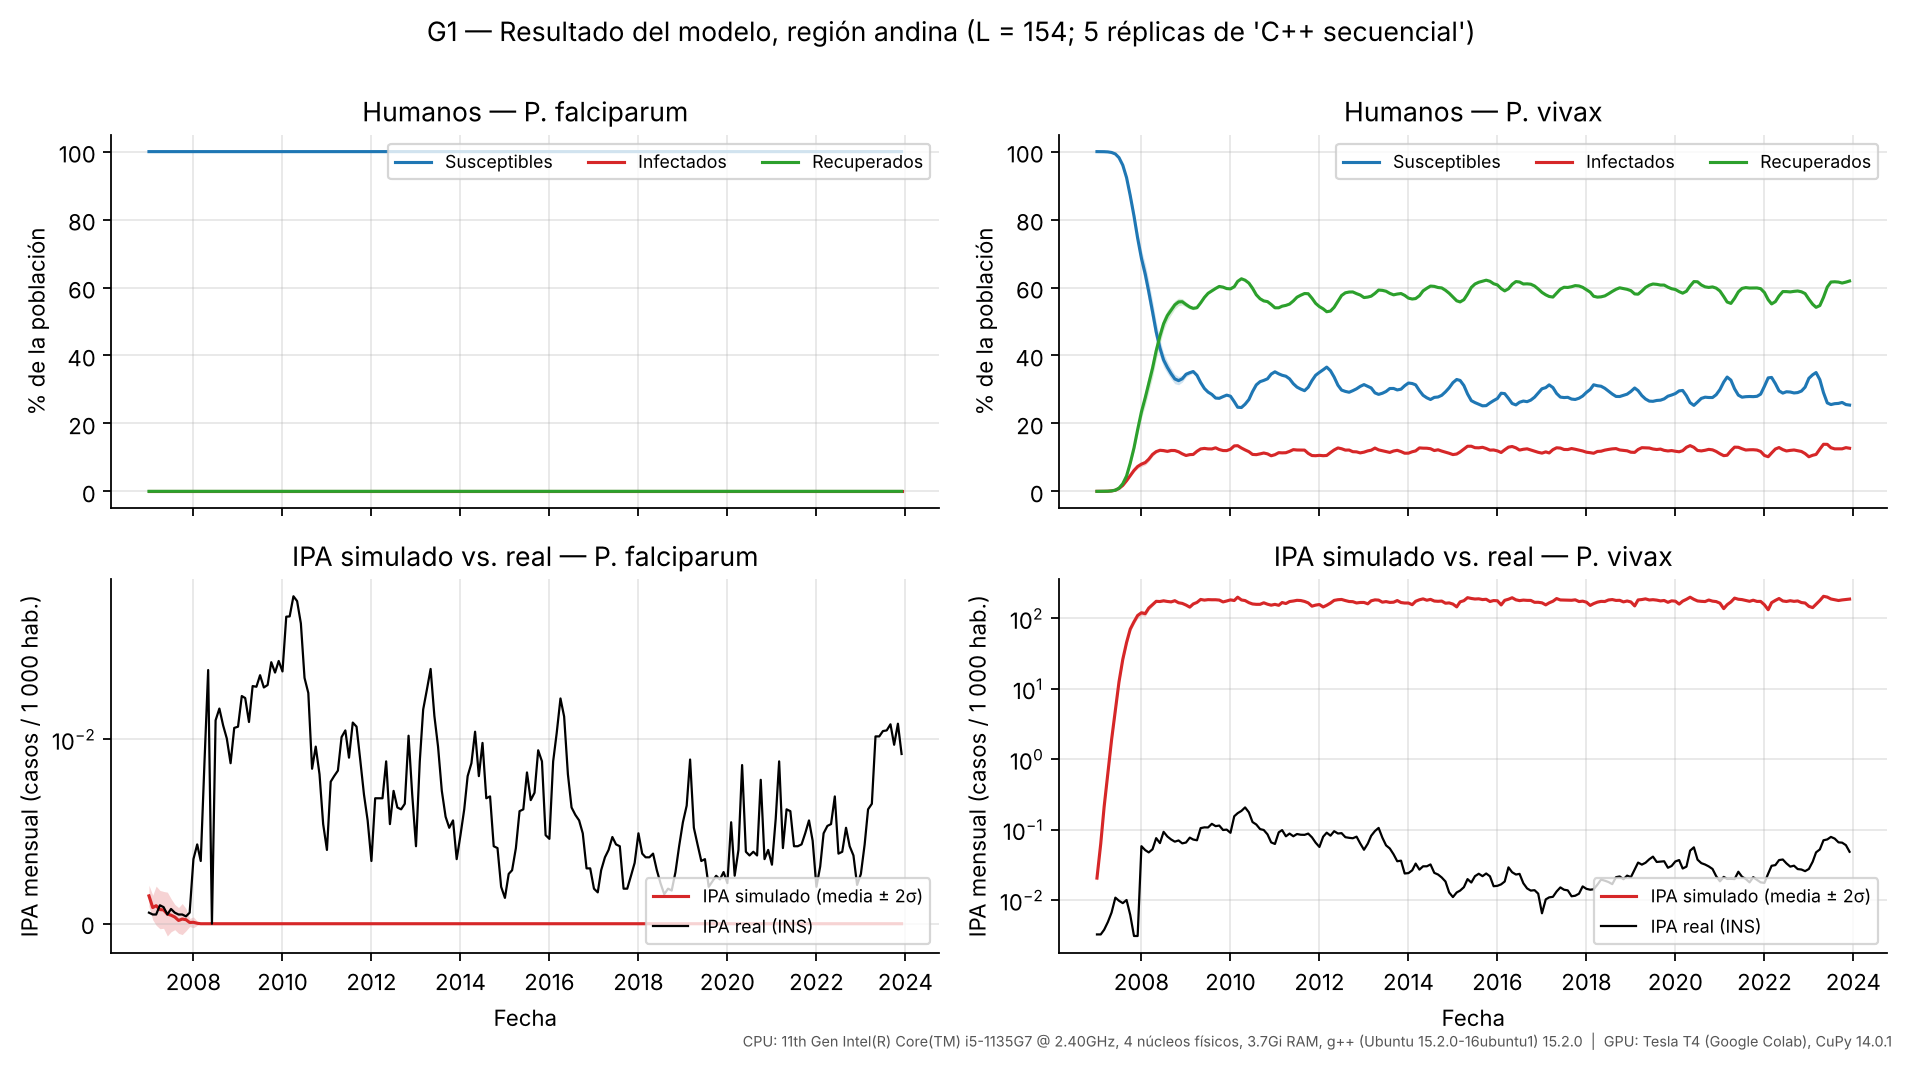 G1 — Resultado del modelo, región andina (L = 154; 5 réplicas de 'C++ secuencial')
Humanos — P. falciparum
% de la población
100
80
60
40
20
0
Susceptibles
Infectados
Recuperados
Humanos — P. vivax
% de la población
100
80
60
40
20
0
Susceptibles
Infectados
Recuperados
IPA simulado vs. real — P. falciparum
IPA mensual (casos / 1 000 hab.)
10⁻²
0
IPA simulado (media ± 2σ)
IPA real (INS)
2008 2010 2012 2014 2016 2018 2020 2022 2024
Fecha
IPA simulado vs. real — P. vivax
IPA mensual (casos / 1 000 hab.)
10²
10¹
10⁰
10⁻¹
10⁻²
IPA simulado (media ± 2σ)
IPA real (INS)
2008 2010 2012 2014 2016 2018 2020 2022 2024
Fecha
CPU: 11th Gen Intel(R) Core(TM) i5-1135G7 @ 2.40GHz, 4 núcleos físicos, 3.7Gi RAM, g++ (Ubuntu 15.2.0-16ubuntu1) 15.2.0 | GPU: Tesla T4 (Google Colab), CuPy 14.0.1